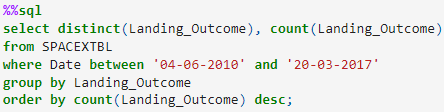 %%sql
select distinct(Landing_Outcome), count(Landing_Outcome)
from SPACEXTBL
where Date between '04-06-2010' and '20-03-2017'
group by Landing_Outcome
order by count(Landing_Outcome) desc;